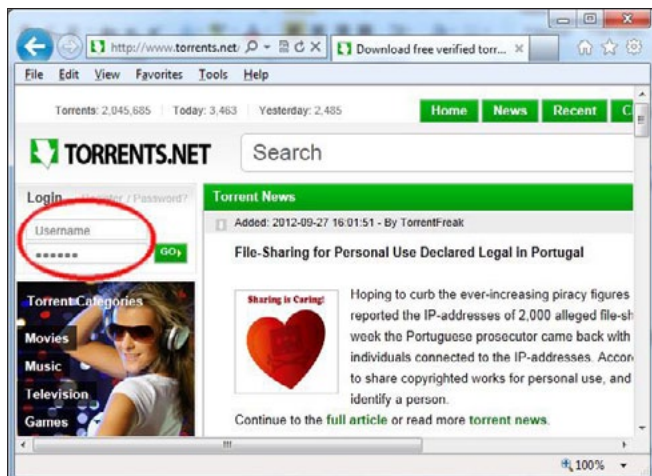 http://www.torrents.net/
Download free verified torr...
File Edit View Favorites Tools Help
Torrents: 2,045,685 Today: 3,463 Yesterday: 2,485
Home News Recent C
TORRENTS.NET
Search
Login Register / Password?
Torrent News
Username
GO
Added: 2012-09-27 16:01:51 - By TorrentFreak
File-Sharing for Personal Use Declared Legal in Portugal
Torrent Categories
Movies
Music
Television
Games
Sharing is Caring!
Hoping to curb the ever-increasing piracy figures
reported the IP-addresses of 2,000 alleged file-sh
week the Portuguese prosecutor came back with
individuals connected to the IP-addresses. Accor
to share copyrighted works for personal use, and
identify a person.
Continue to the full article or read more torrent news.
100%